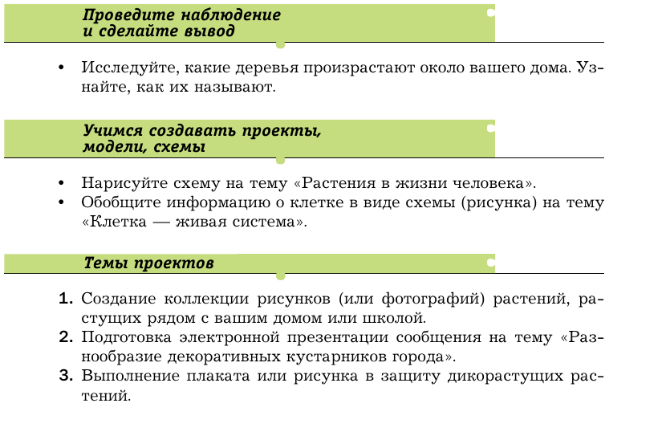 Проведите наблюдение
и сделайте вывод
• Исследуйте, какие деревья произрастают около вашего дома. Уз-
найте, как их называют.
Учимся создавать проекты,
модели, схемы
• Нарисуйте схему на тему «Растения в жизни человека».
• Обобщите информацию о клетке в виде схемы (рисунка) на тему
«Клетка — живая система».
Темы проектов
1. Создание коллекции рисунков (или фотографий) растений, ра-
стущих рядом с вашим домом или школой.
2. Подготовка электронной презентации сообщения на тему «Раз-
нообразие декоративных кустарников города».
3. Выполнение плаката или рисунка в защиту дикорастущих рас-
тений.